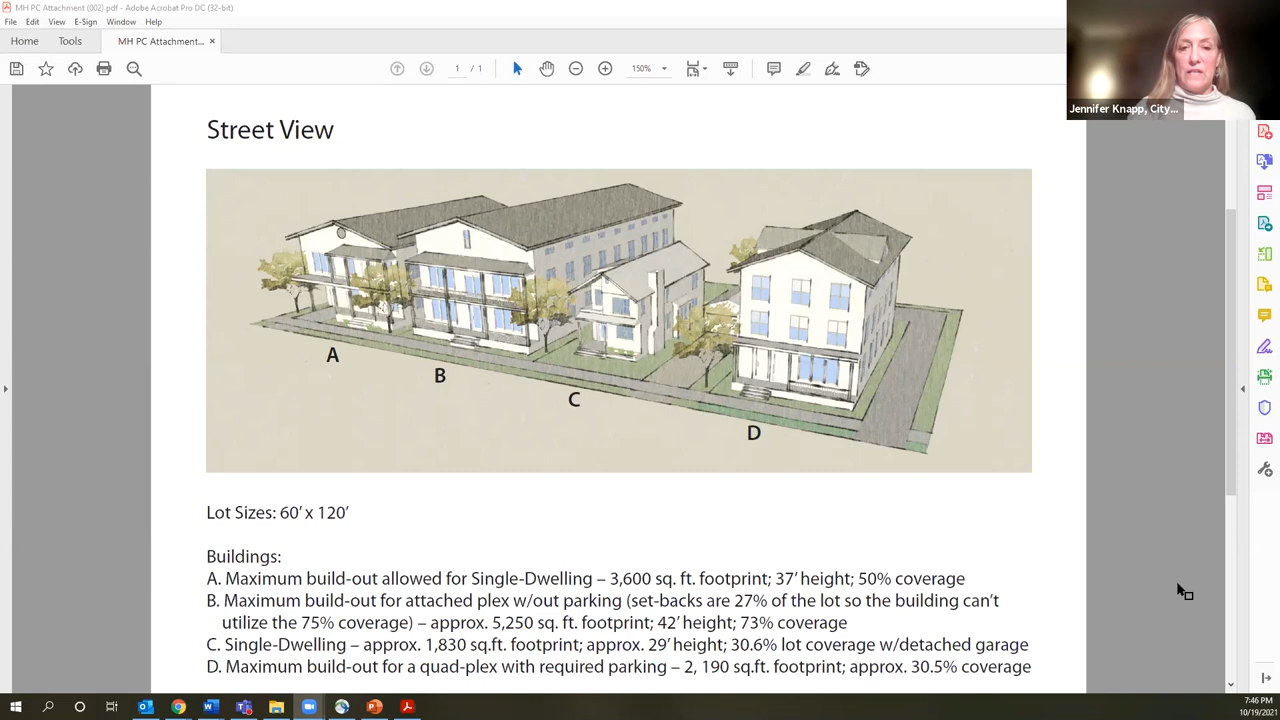 MH PC Attachment (002).pdf - Adobe Acrobat Pro DC (32-bit)
File Edit View E-Sign Window Help
Home Tools MH PC Attachment... ×
1 / 1 150%
Jennifer Knapp, City...
Street View
A
B
C
D
Lot Sizes: 60’ x 120’
Buildings:
A. Maximum build-out allowed for Single-Dwelling – 3,600 sq. ft. footprint; 37’ height; 50% coverage
B. Maximum build-out for attached plex w/out parking (set-backs are 27% of the lot so the building can’t
utilize the 75% coverage) – approx. 5,250 sq. ft. footprint; 42’ height; 73% coverage
C. Single-Dwelling – approx. 1,830 sq.ft. footprint; approx. 29’ height; 30.6% lot coverage w/detached garage
D. Maximum build-out for a quad-plex with required parking – 2, 190 sq.ft. footprint; approx. 30.5% coverage
7:46 PM
10/19/2021